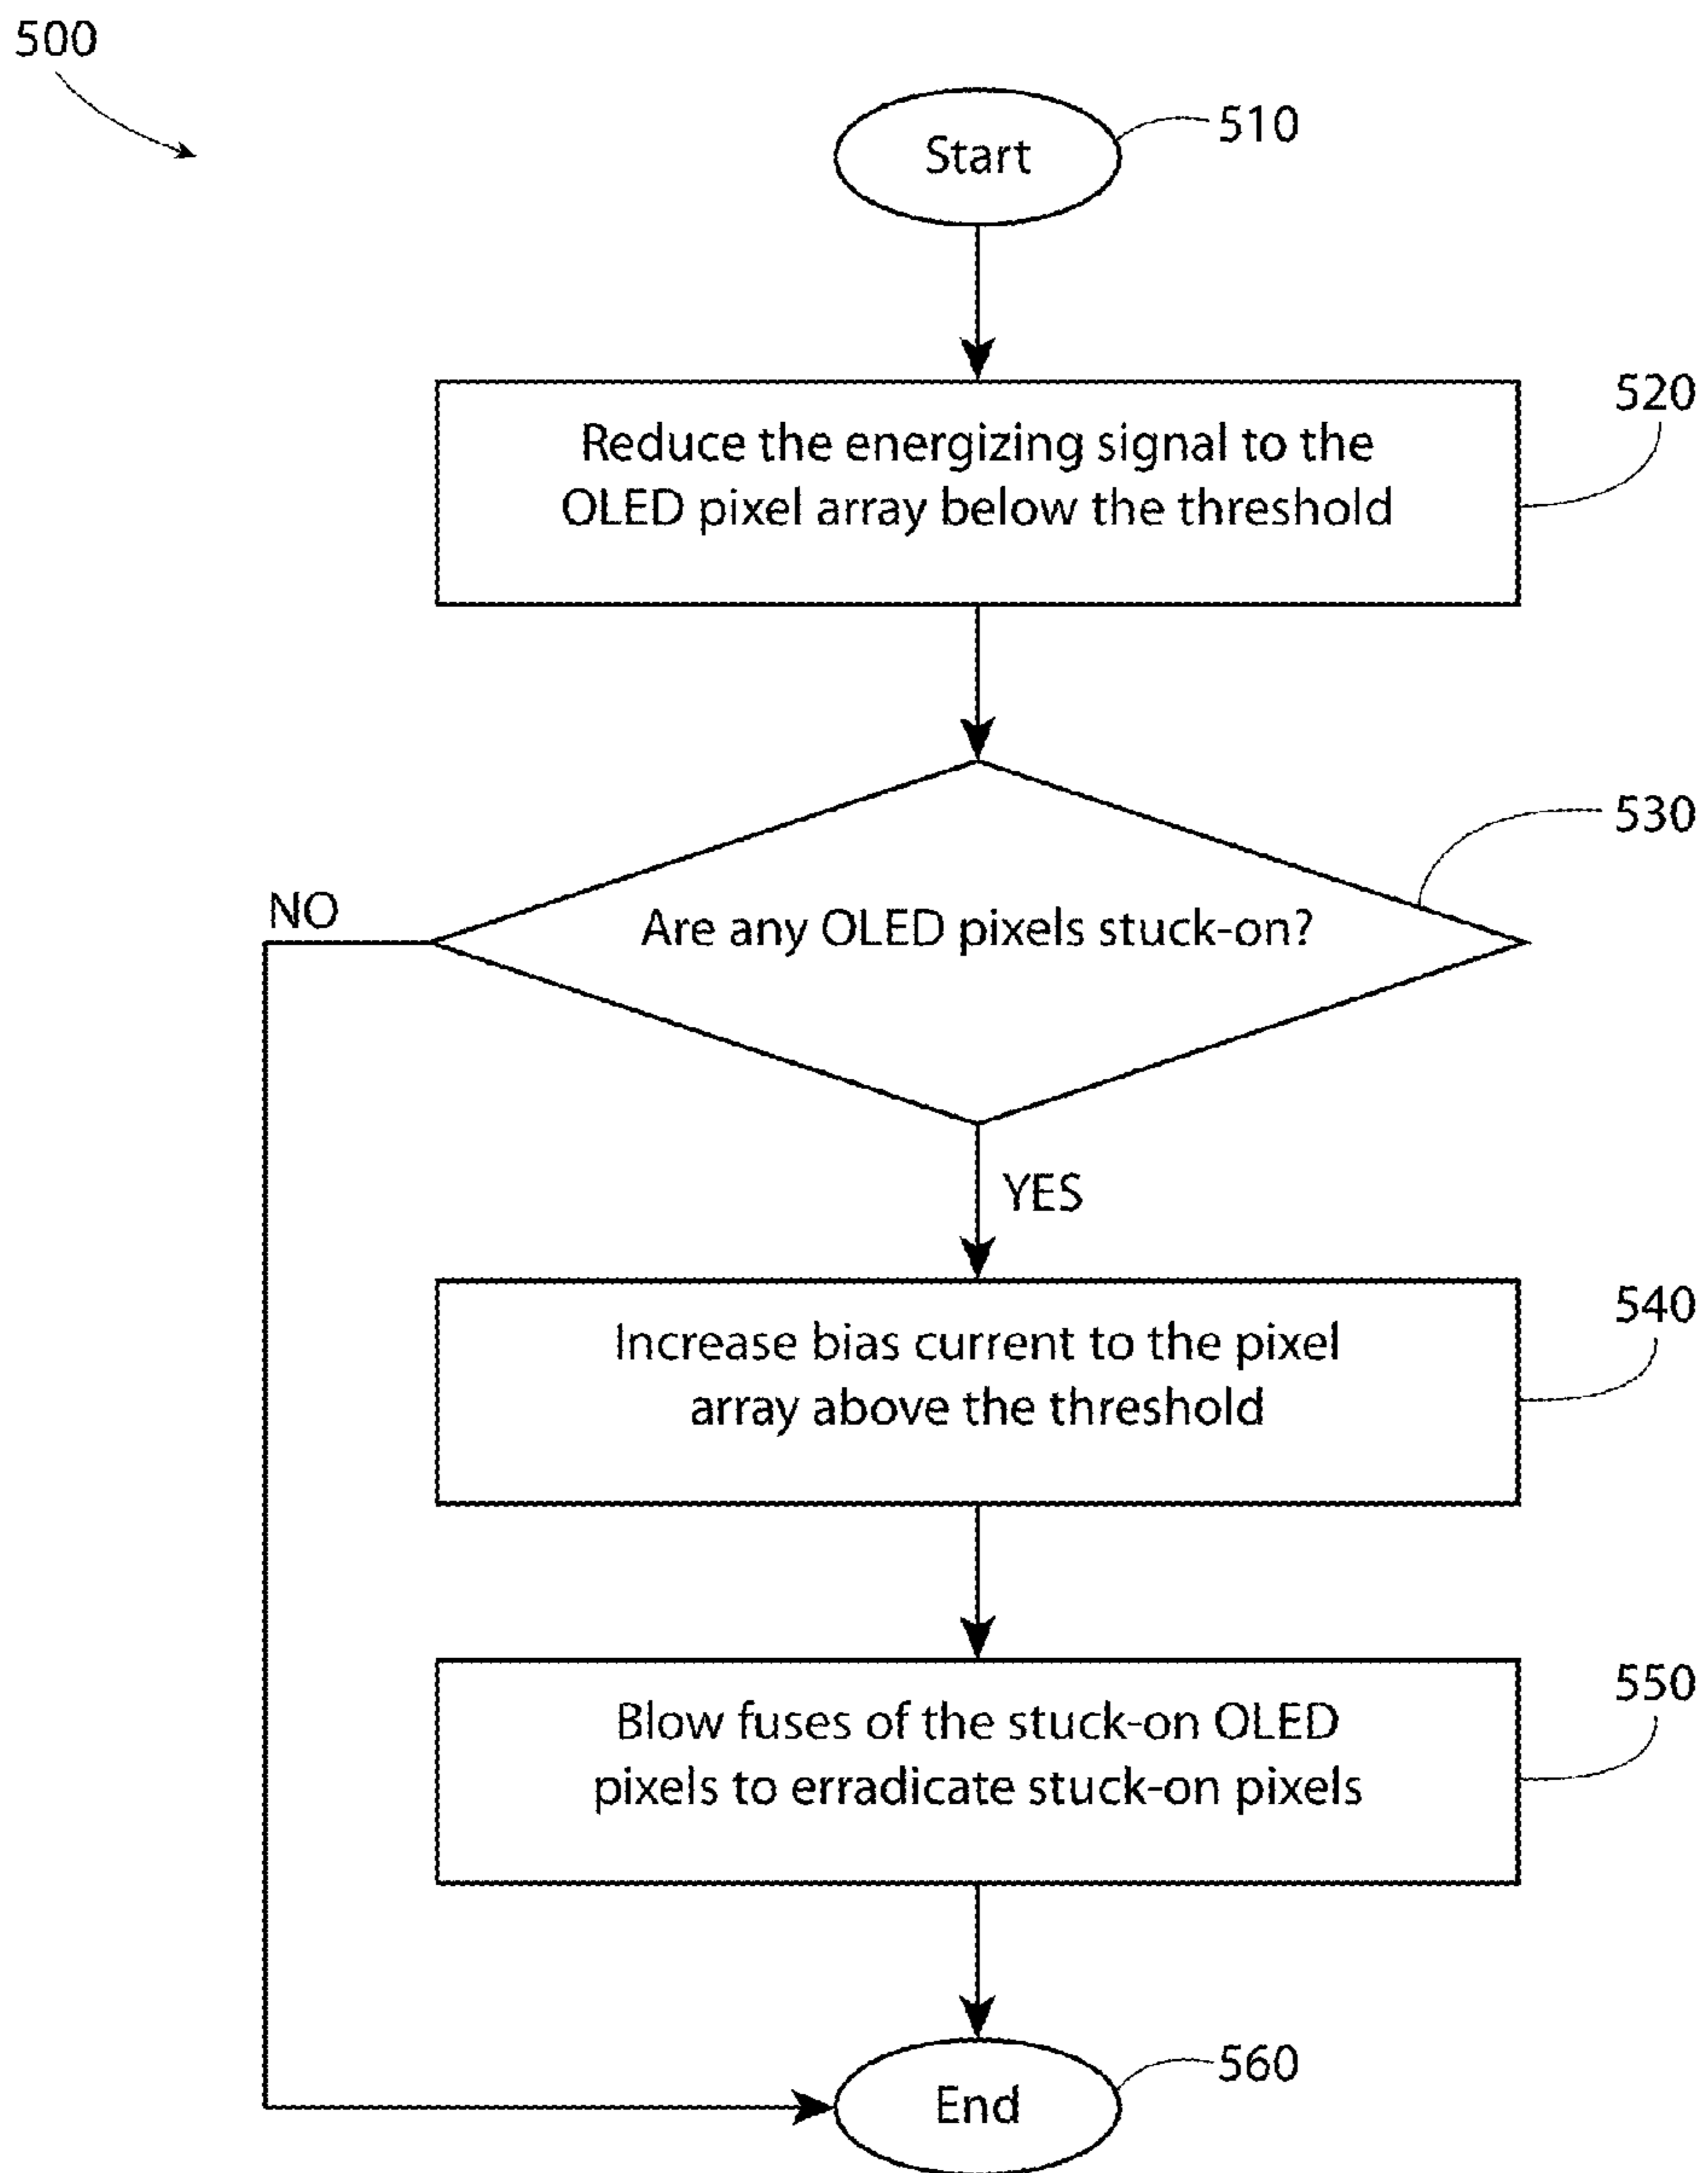 500
Start
510
Reduce the energizing signal to the
OLED pixel array below the threshold
520
Are any OLED pixels stuck-on?
530
NO
YES
Increase bias current to the pixel
array above the threshold
540
Blow fuses of the stuck-on OLED
pixels to erradicate stuck-on pixels
550
End
560